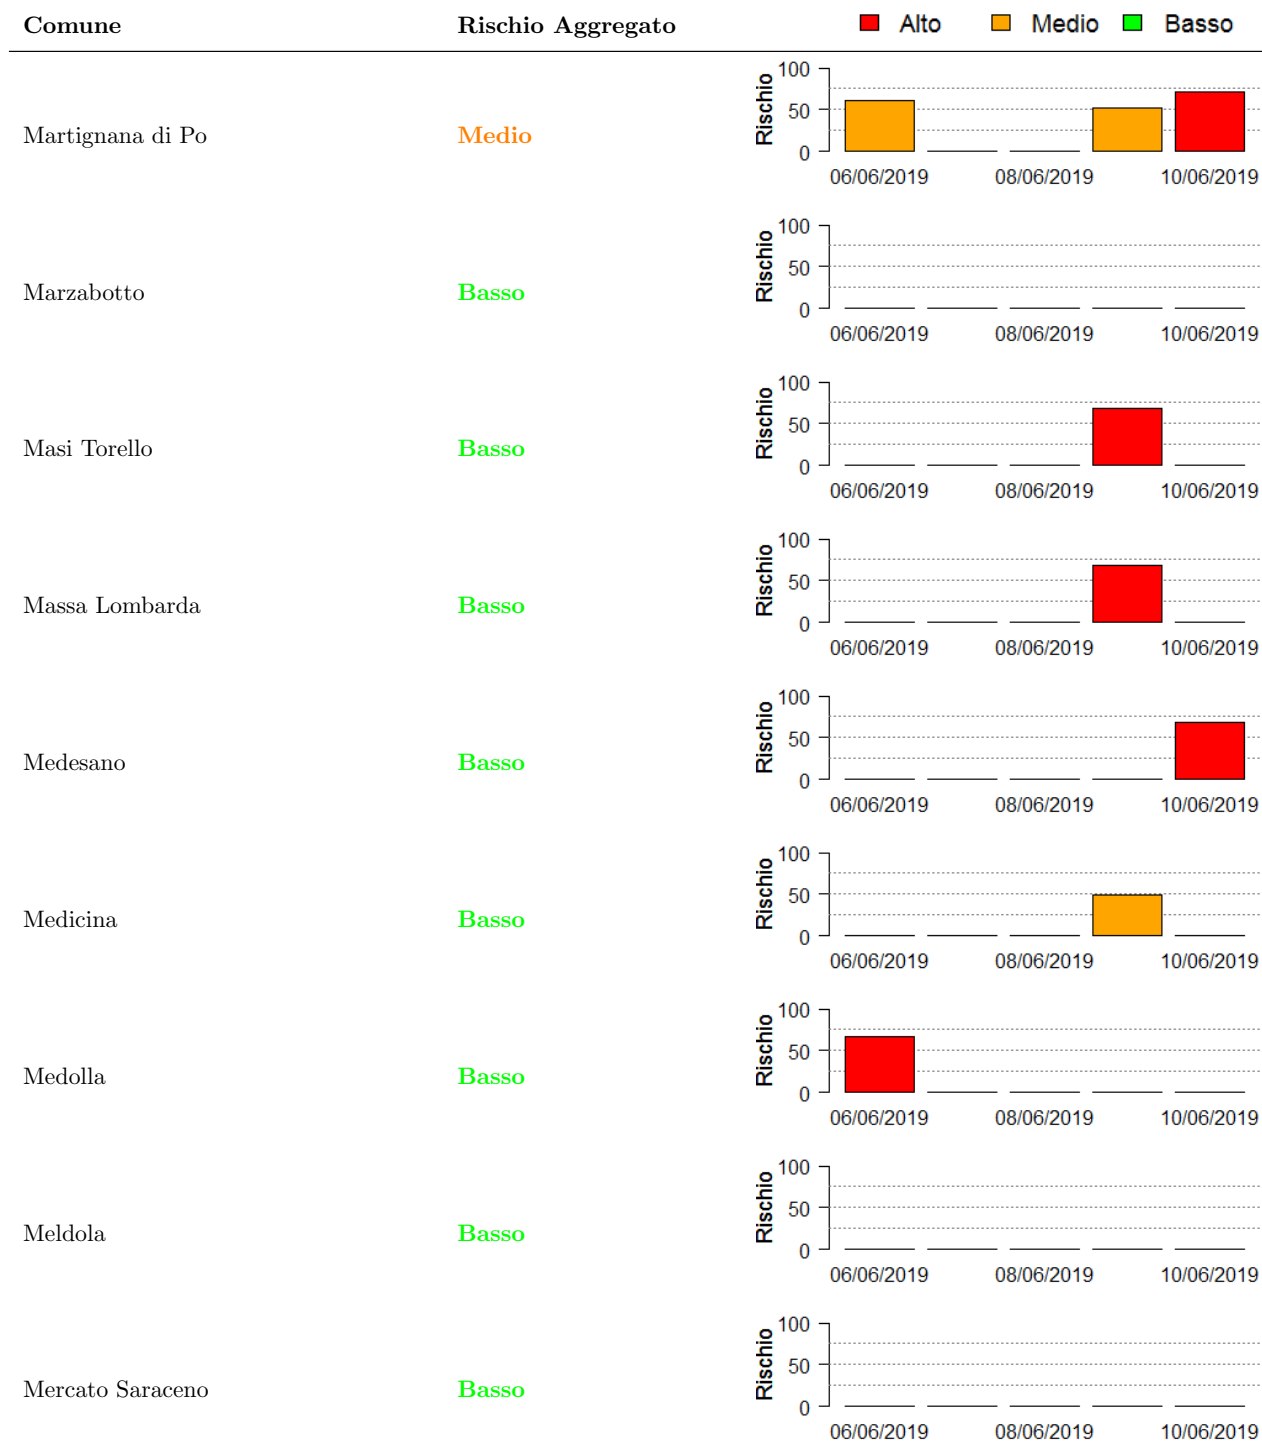 Comune Rischio Aggregato Alto Medio Basso
Martignana di Po Medio Rischio 100 50 0
06/06/2019 08/06/2019 10/06/2019
Marzabotto Basso Rischio 100 50 0
06/06/2019 08/06/2019 10/06/2019
Masi Torello Basso Rischio 100 50 0
06/06/2019 08/06/2019 10/06/2019
Massa Lombarda Basso Rischio 100 50 0
06/06/2019 08/06/2019 10/06/2019
Medesano Basso Rischio 100 50 0
06/06/2019 08/06/2019 10/06/2019
Medicina Basso Rischio 100 50 0
06/06/2019 08/06/2019 10/06/2019
Medolla Basso Rischio 100 50 0
06/06/2019 08/06/2019 10/06/2019
Meldola Basso Rischio 100 50 0
06/06/2019 08/06/2019 10/06/2019
Mercato Saraceno Basso Rischio 100 50 0
06/06/2019 08/06/2019 10/06/2019